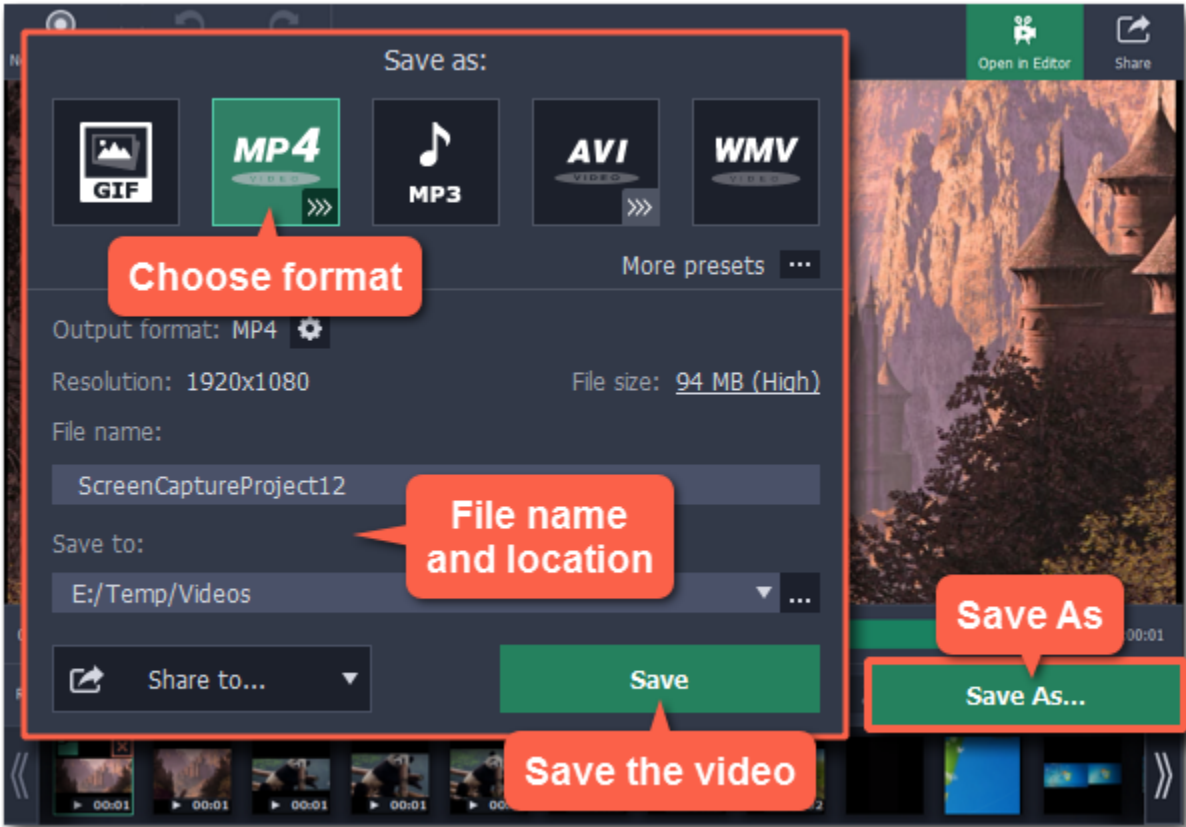 Save as:
Open in Editor
Share
GIF
MP4
VIDEO
MP3
AVI
VIDEO
WMV
VIDEO
Choose format
More presets ...
Output format: MP4
Resolution: 1920x1080
File size: 94 MB (High)
File name:
ScreenCaptureProject12
File name
and location
Save to:
E:/Temp/Videos
...
Save As
00:01
Share to...
Save
Save As...
Save the video
00:01
00:01
00:01
00:01